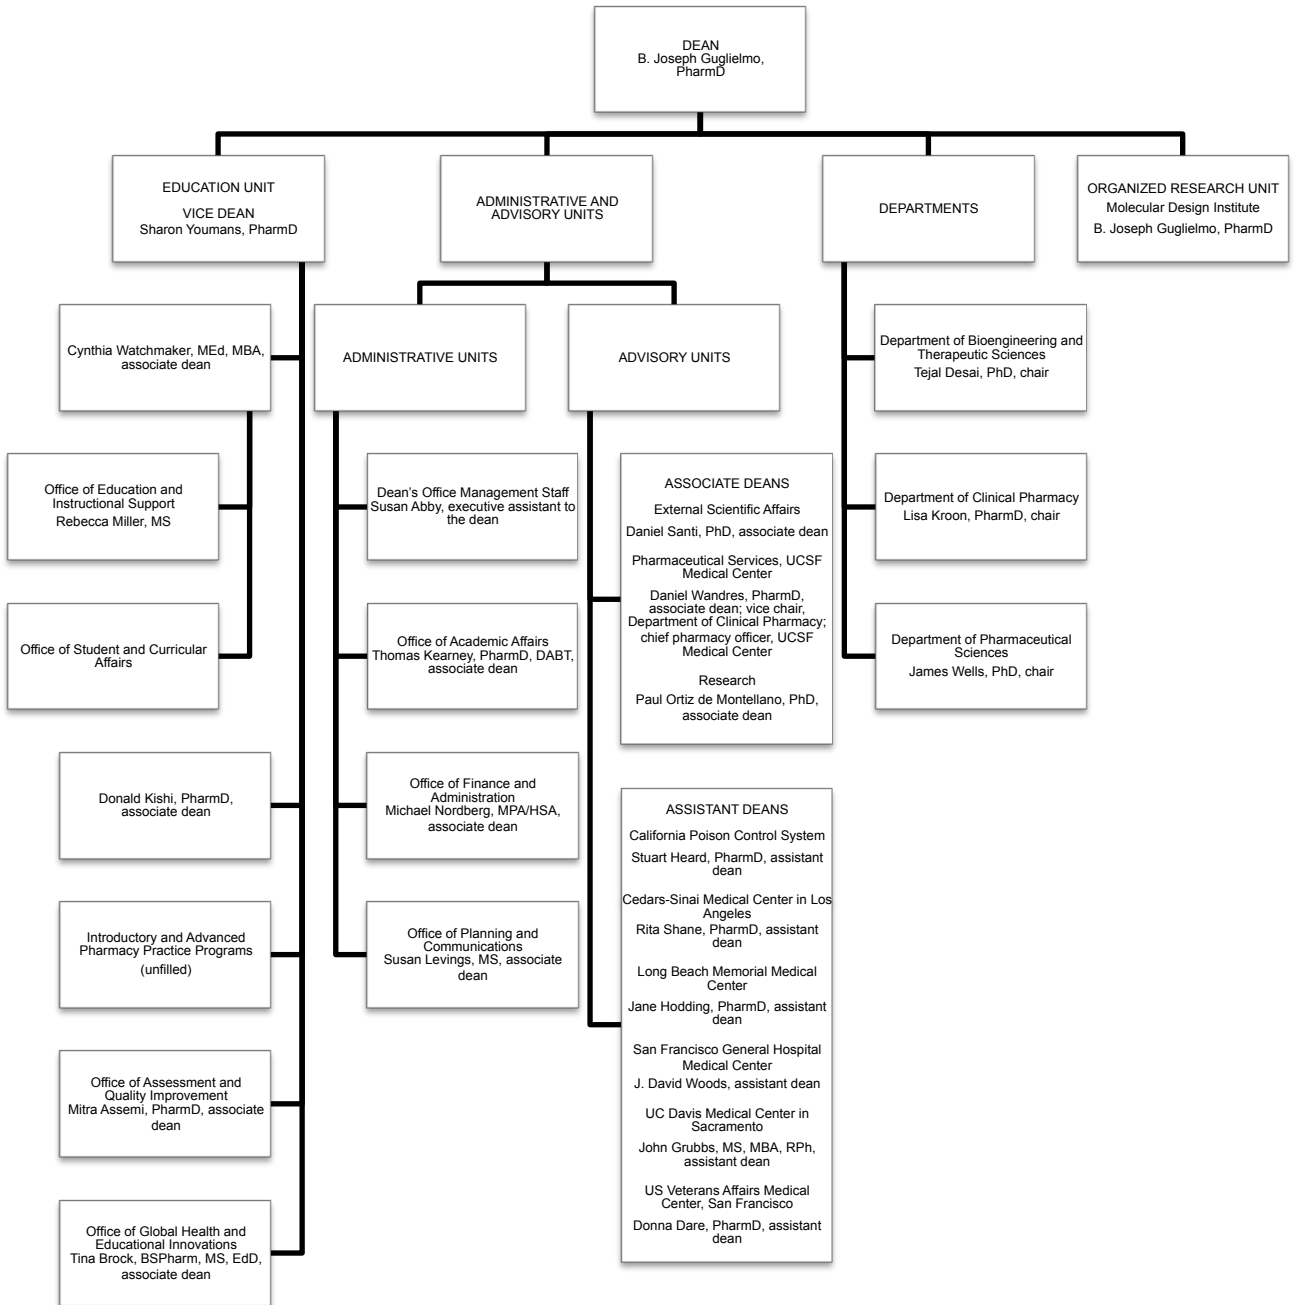 DEAN
B. Joseph Guglielmo,
PharmD
EDUCATION UNIT
VICE DEAN
Sharon Youmans, PharmD
ADMINISTRATIVE AND
ADVISORY UNITS
DEPARTMENTS
ORGANIZED RESEARCH UNIT
Molecular Design Institute
B. Joseph Guglielmo, PharmD
Cynthia Watchmaker, MEd, MBA,
associate dean
Office of Education and
Instructional Support
Rebecca Miller, MS
Office of Student and Curricular
Affairs
Donald Kishi, PharmD,
associate dean
Introductory and Advanced
Pharmacy Practice Programs
(unfilled)
Office of Assessment and
Quality Improvement
Mitra Assemi, PharmD, associate
dean
Office of Global Health and
Educational Innovations
Tina Brock, BSPharm, MS, EdD,
associate dean
ADMINISTRATIVE UNITS
Dean’s Office Management Staff
Susan Abby, executive assistant to
the dean
Office of Academic Affairs
Thomas Kearney, PharmD, DABT,
associate dean
Office of Finance and
Administration
Michael Nordberg, MPA/HSA,
associate dean
Office of Planning and
Communications
Susan Levings, MS, associate
dean
ADVISORY UNITS
ASSOCIATE DEANS
External Scientific Affairs
Daniel Santi, PhD, associate dean
Pharmaceutical Services, UCSF
Medical Center
Daniel Wandres, PharmD,
associate dean; vice chair,
Department of Clinical Pharmacy;
chief pharmacy officer, UCSF
Medical Center
Research
Paul Ortiz de Montellano, PhD,
associate dean
ASSISTANT DEANS
California Poison Control System
Stuart Heard, PharmD, assistant
dean
Cedars-Sinai Medical Center in Los
Angeles
Rita Shane, PharmD, assistant
dean
Long Beach Memorial Medical
Center
Jane Hodding, PharmD, assistant
dean
San Francisco General Hospital
Medical Center
J. David Woods, assistant dean
UC Davis Medical Center in
Sacramento
John Grubbs, MS, MBA, RPh,
assistant dean
US Veterans Affairs Medical
Center, San Francisco
Donna Dare, PharmD, assistant
dean
Department of Bioengineering and
Therapeutic Sciences
Tejal Desai, PhD, chair
Department of Clinical Pharmacy
Lisa Kroon, PharmD, chair
Department of Pharmaceutical
Sciences
James Wells, PhD, chair